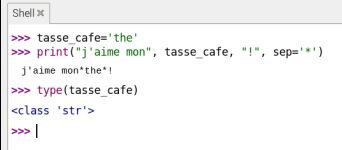 Shell ×
>>> tasse_cafe='the'
>>> print("j'aime mon", tasse_cafe, "!", sep='*')
j'aime mon*the*!
>>> type(tasse_cafe)
<class 'str'>
>>>